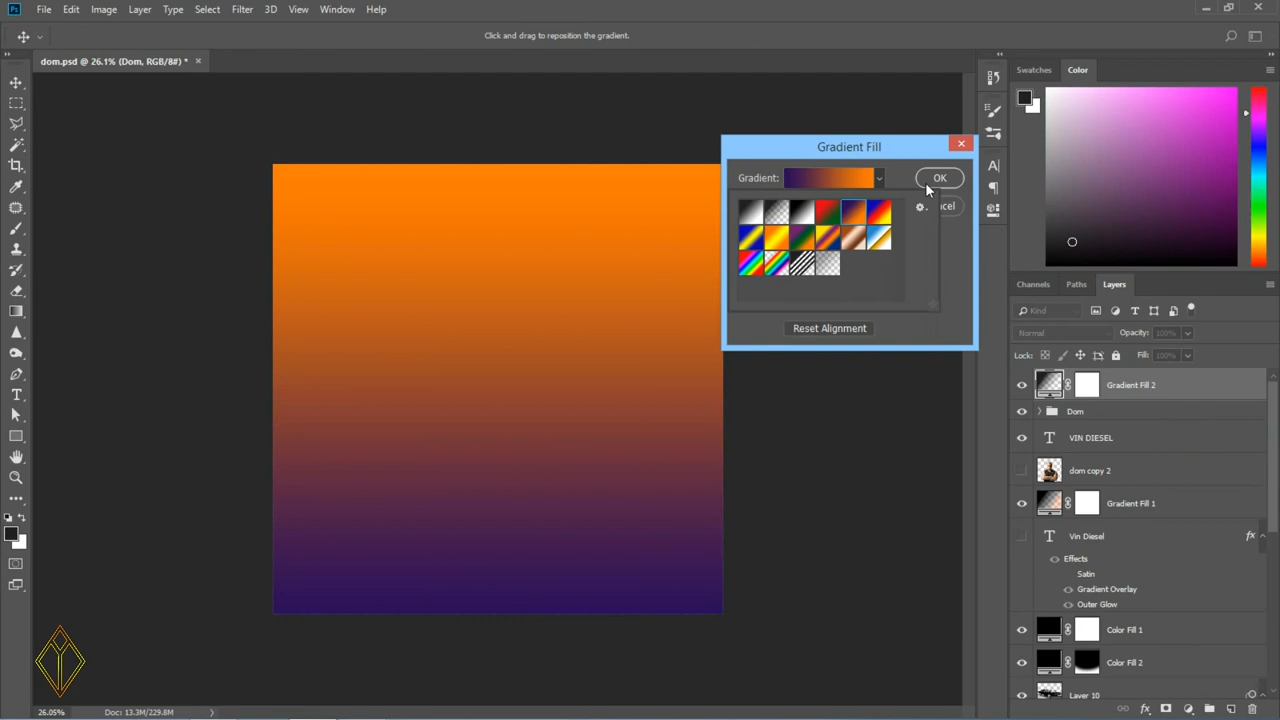 Ps File Edit Image Layer Type Select Filter 3D View Window Help
Click and drag to reposition the gradient.
dom.psd @ 26.1% (Dom, RGB/8#) * ×
Swatches Color
Gradient Fill
Gradient:
OK
cel
Reset Alignment
Channels Paths Layers
Kind
Normal Opacity: 100%
Lock: Fill: 100%
Gradient Fill 2
Dom
VIN DIESEL
dom copy 2
Gradient Fill 1
Vin Diesel fx
Effects
Satin
Gradient Overlay
Outer Glow
Color Fill 1
Color Fill 2
Layer 10
26.05% Doc: 13.3M/229.8M
fx